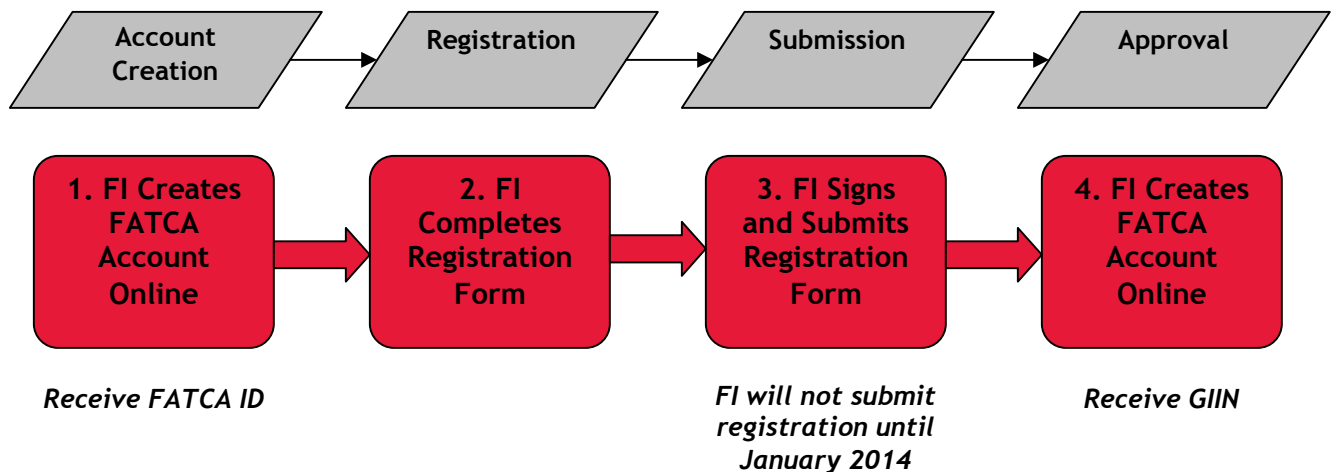 Account
Creation
Registration
Submission
Approval
1. FI Creates
FATCA
Account
Online
2. FI
Completes
Registration
Form
3. FI Signs
and Submits
Registration
Form
4. FI Creates
FATCA
Account
Online
Receive FATCA ID
FI will not submit
registration until
January 2014
Receive GIIN